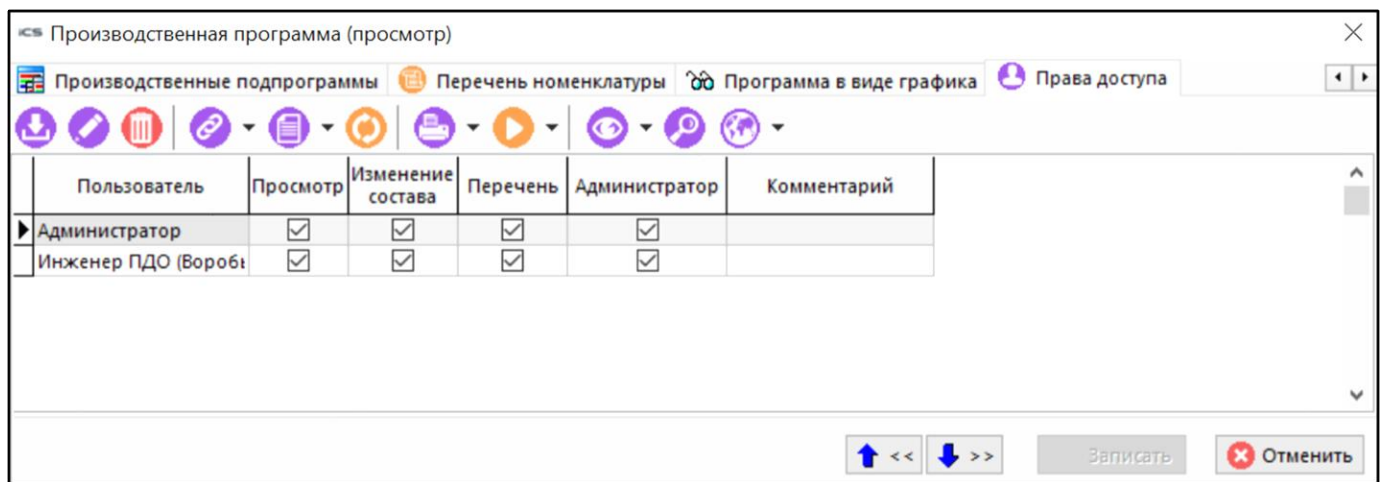 iCS Производственная программа (просмотр)
Производственные подпрограммы Перечень номенклатуры Программа в виде графика Права доступа
Пользователь Просмотр Изменение состава Перечень Администратор Комментарий
Администратор
Инженер ПДО (Воробь
<< >> Записать Отменить